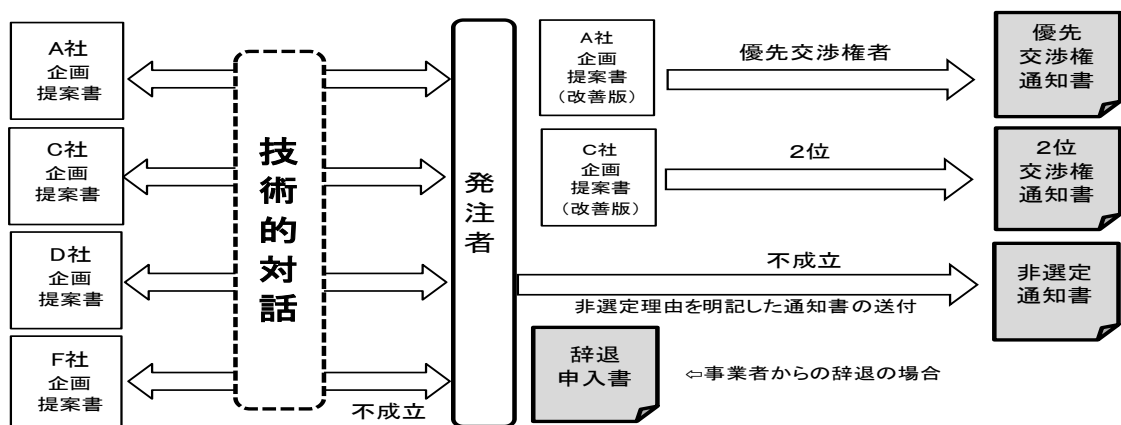 A社
企画
提案書
C社
企画
提案書
D社
企画
提案書
F社
企画
提案書
技術的対話
不成立
発注者
A社
企画
提案書
（改善版）
優先交渉権者
優先
交渉権
通知書
C社
企画
提案書
（改善版）
2位
2位
交渉権
通知書
不成立
非選定理由を明記した通知書の送付
非選定
通知書
辞退
申入書
⇦事業者からの辞退の場合